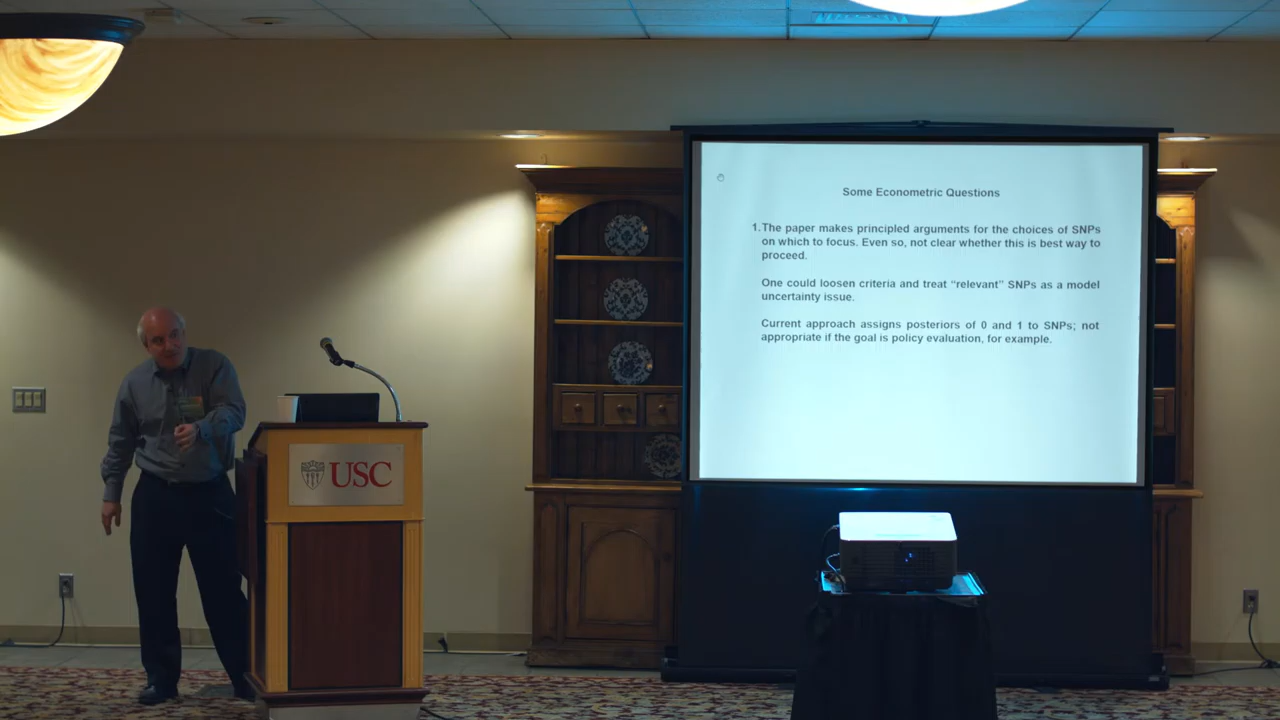 Some Econometric Questions
1.The paper makes principled arguments for the choices of SNPs
on which to focus. Even so, not clear whether this is best way to
proceed.
One could loosen criteria and treat “relevant” SNPs as a model
uncertainty issue.
Current approach assigns posteriors of 0 and 1 to SNPs; not
appropriate if the goal is policy evaluation, for example.
USC